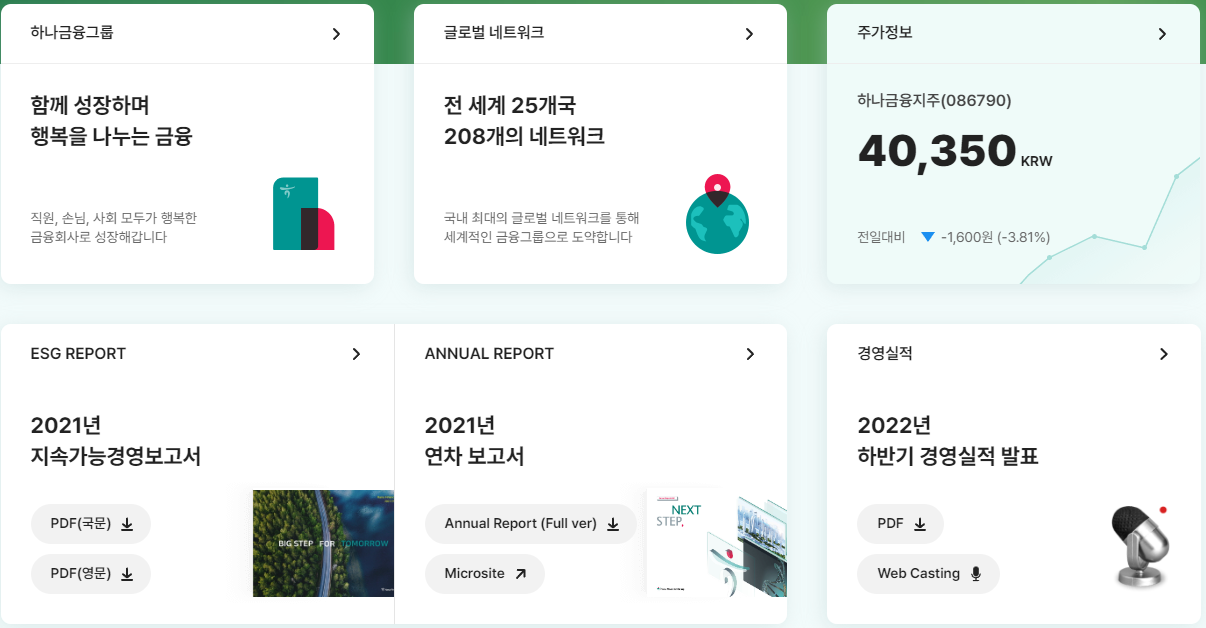 하나금융그룹
함께 성장하며
행복을 나누는 금융
직원, 손님, 사회 모두가 행복한
금융회사로 성장해갑니다
글로벌 네트워크
전 세계 25개국
208개의 네트워크
국내 최대의 글로벌 네트워크를 통해
세계적인 금융그룹으로 도약합니다
주가정보
하나금융지주(086790)
40,350 KRW
전일대비 ▼ -1,600원 (-3.81%)
ESG REPORT
2021년
지속가능경영보고서
PDF(국문)
PDF(영문)
BIG STEP FOR TOMORROW
ANNUAL REPORT
2021년
연차 보고서
Annual Report (Full ver)
Microsite
NEXT
STEP,
경영실적
2022년
하반기 경영실적 발표
PDF
Web Casting